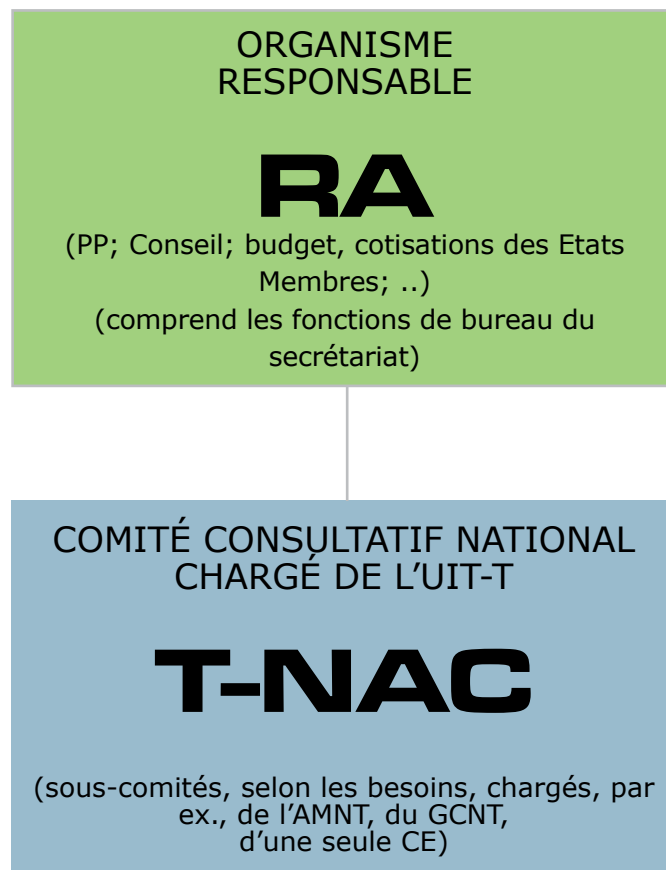 ORGANISME
RESPONSABLE
RA
(PP; Conseil; budget, cotisations des Etats
Membres; ..)
(comprend les fonctions de bureau du
secrétariat)
COMITÉ CONSULTATIF NATIONAL
CHARGÉ DE L’UIT-T
T-NAC
(sous-comités, selon les besoins, chargés, par
ex., de l’AMNT, du GCNT,
d’une seule CE)